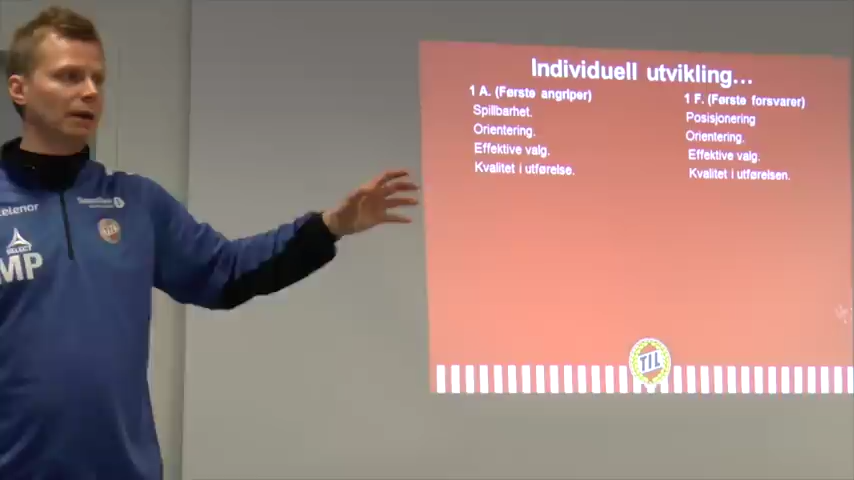 Individuell utvikling...
1 A. (Første angriper)
Spillbarhet.
Orientering.
Effektive valg.
Kvalitet i utførelse.
1 F. (Første forsvarer)
Posisjonering
Orientering.
Effektive valg.
Kvalitet i utførelsen.
TIL
telenor
SELECT
MP
TIL